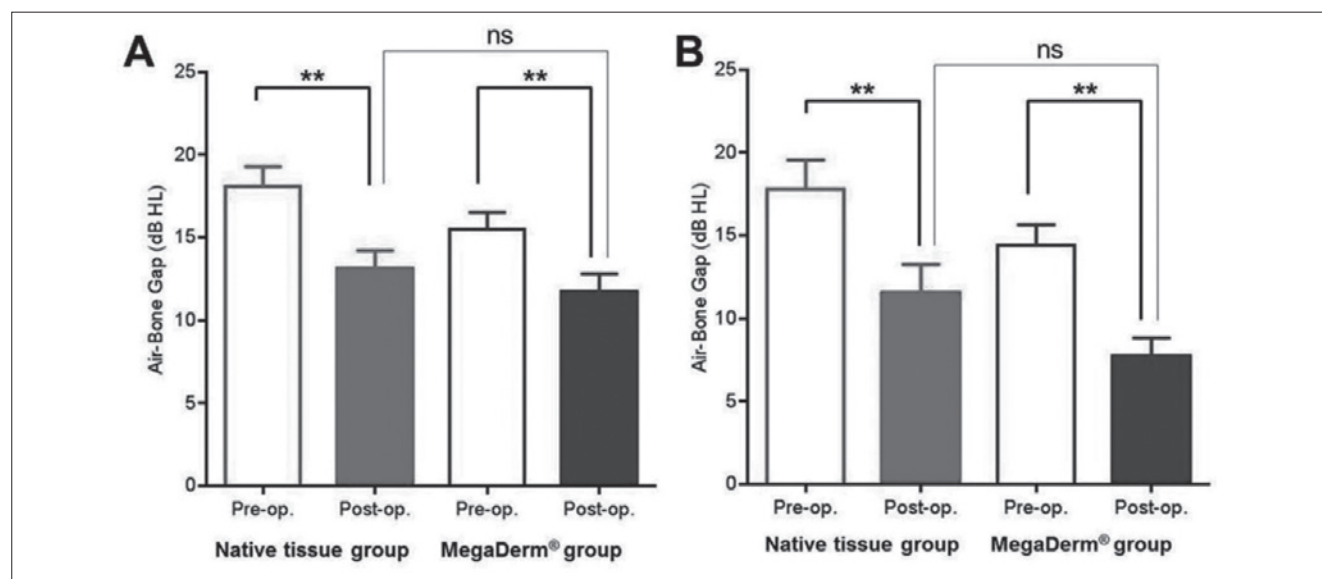 A
ns
**
**
25
20
15
10
5
0
Air-Bone Gap (dB HL)
Pre-op. Post-op. Pre-op. Post-op.
Native tissue group MegaDerm® group
B
ns
**
**
25
20
15
10
5
0
Air-Bone Gap (dB HL)
Pre-op. Post-op. Pre-op. Post-op.
Native tissue group MegaDerm® group